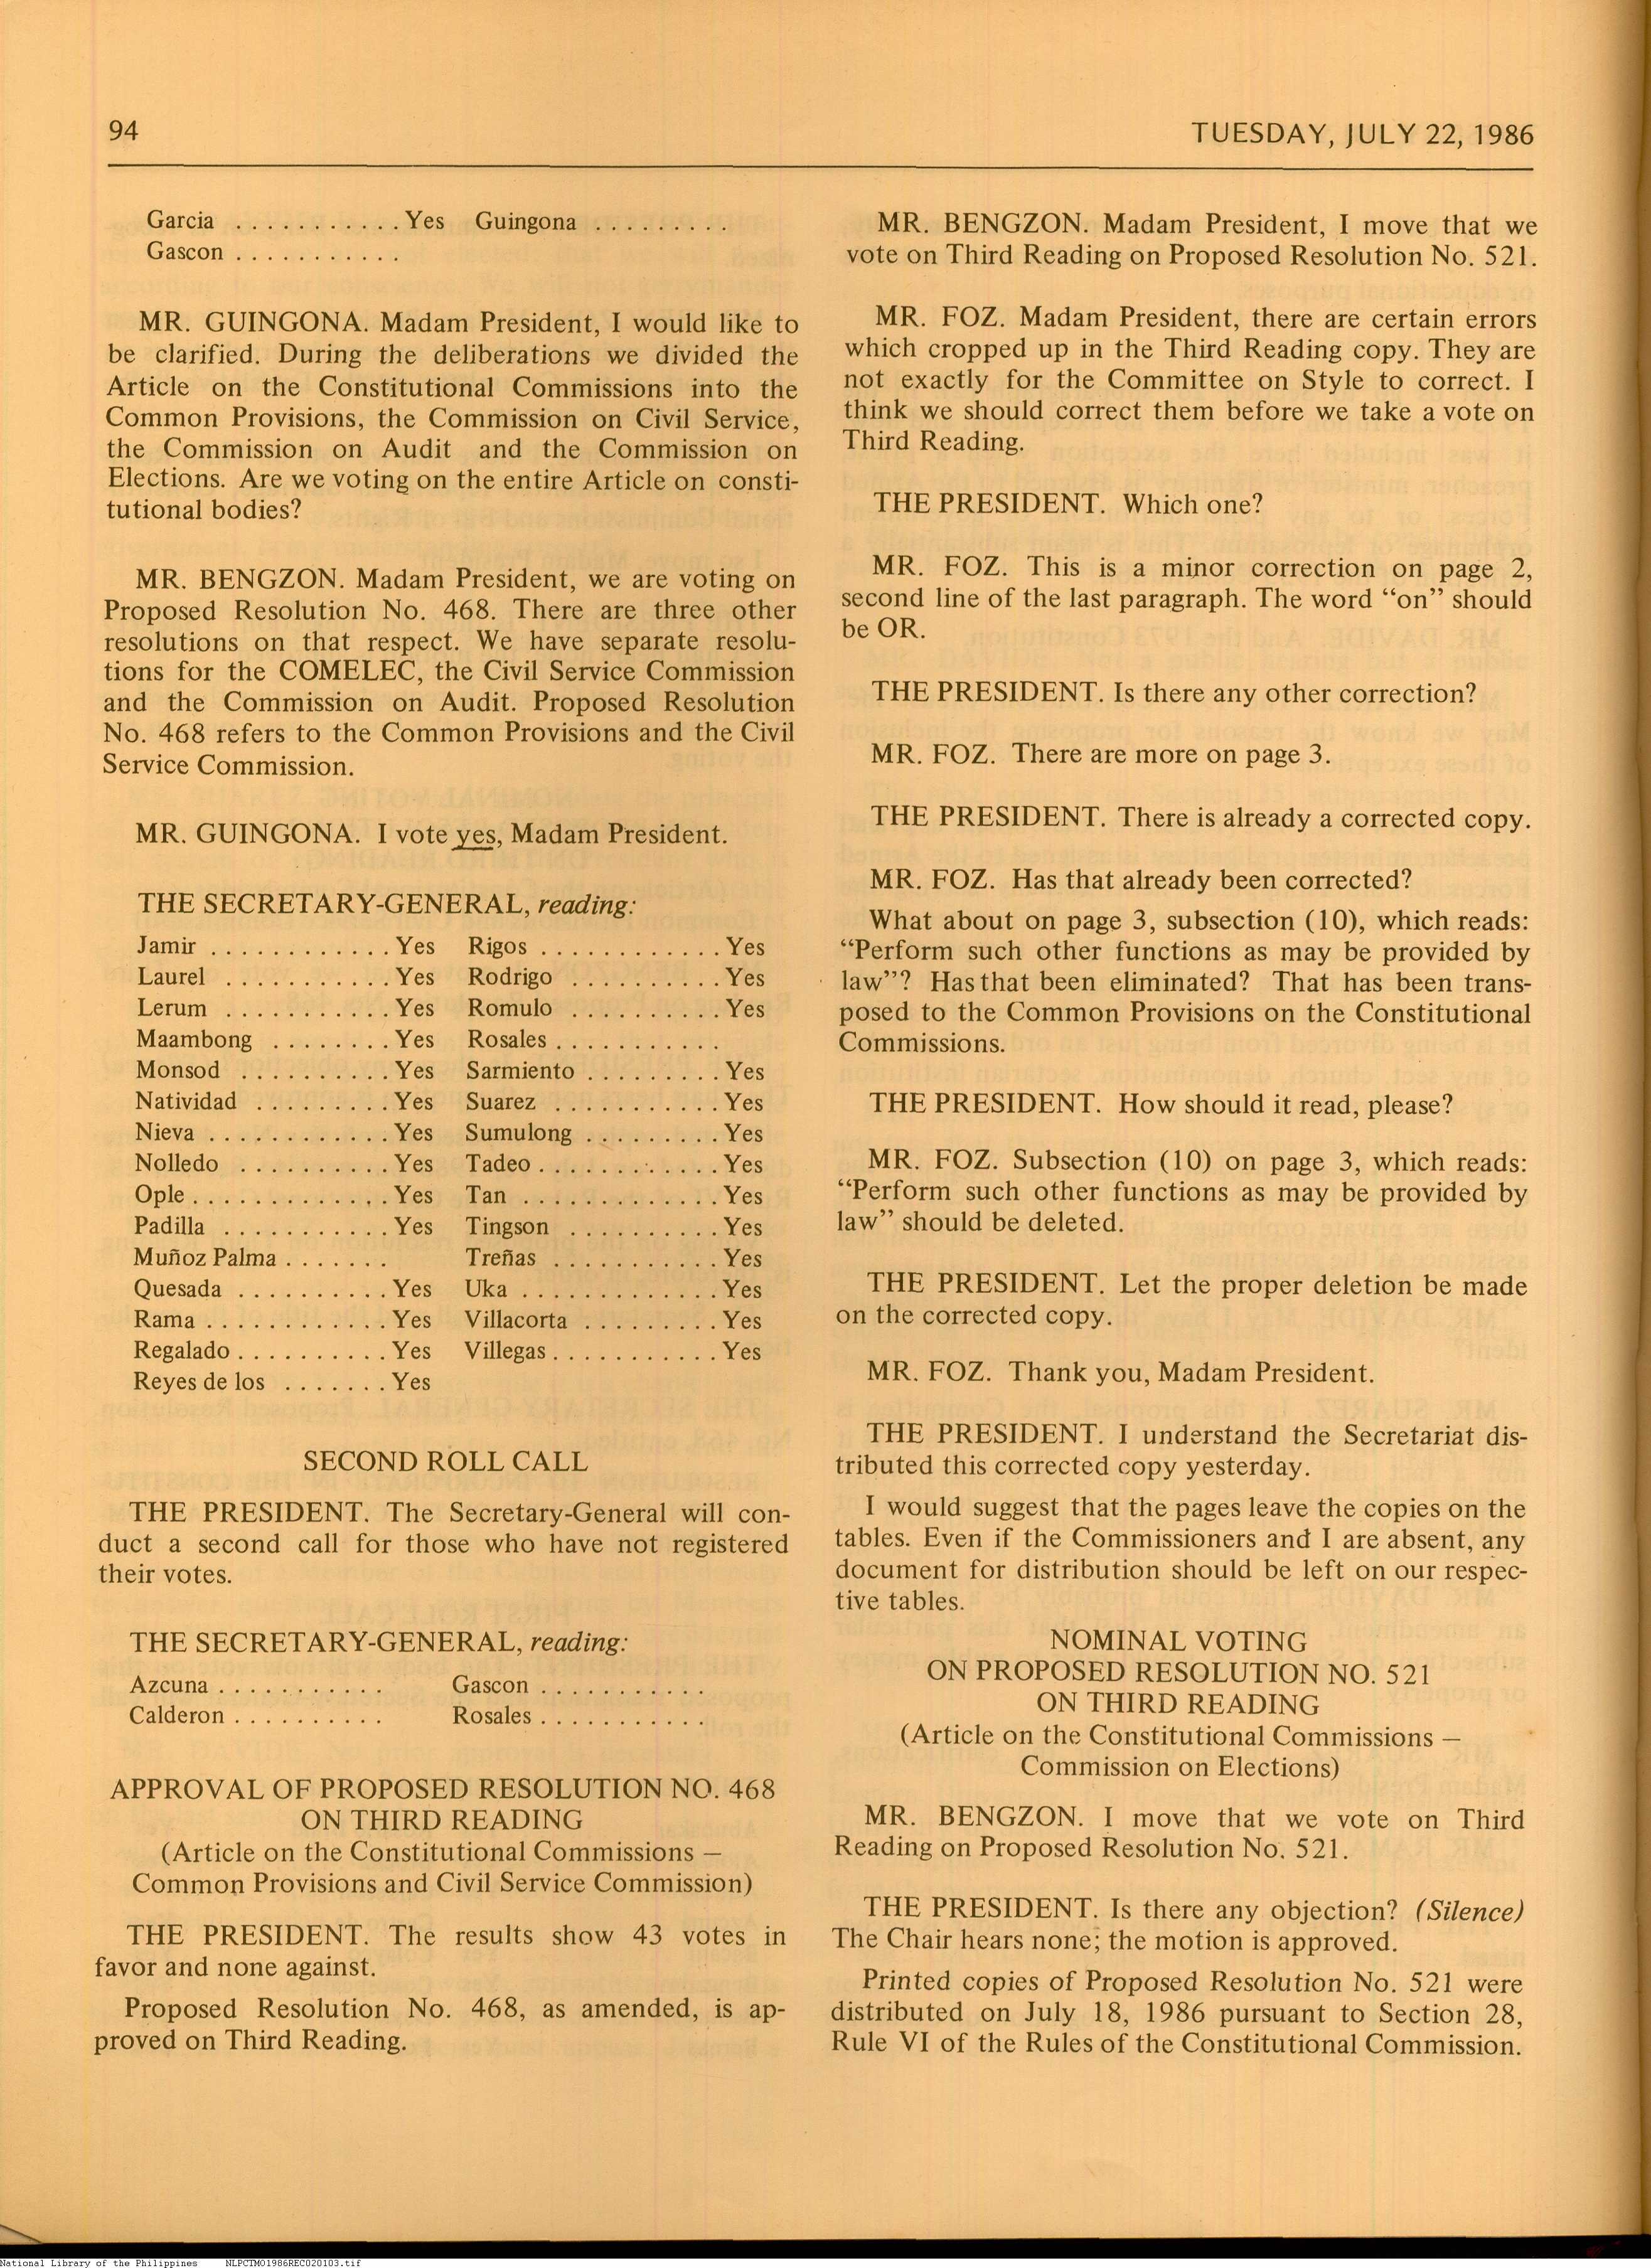 94
TUESDAY, JULY 22, 1986
Garcia . . . . . . . . . . . Yes Guingona . . . . . . . . .
Gascon . . . . . . . . . . .
MR. GUINGONA. Madam President, I would like to
be clarified. During the deliberations we divided the
Article on the Constitutional Commissions into the
Common Provisions, the Commission on Civil Service,
the Commission on Audit and the Commission on
Elections. Are we voting on the entire Article on consti-
tutional bodies?
MR. BENGZON. Madam President, we are voting on
Proposed Resolution No. 468. There are three other
resolutions on that respect. We have separate resolu-
tions for the COMELEC, the Civil Service Commission
and the Commission on Audit. Proposed Resolution
No. 468 refers to the Common Provisions and the Civil
Service Commission.
MR. GUINGONA. I vote yes, Madam President.
THE SECRETARY-GENERAL, reading:
Jamir . . . . . . . . . . . . Yes Rigos . . . . . . . . . . . . Yes
Laurel . . . . . . . . . . . Yes Rodrigo . . . . . . . . . . Yes
Lerum . . . . . . . . . . . Yes Romulo . . . . . . . . . . Yes
Maambong . . . . . . . . Yes Rosales . . . . . . . . . . .
Monsod . . . . . . . . . . Yes Sarmiento . . . . . . . . . Yes
Natividad . . . . . . . . . Yes Suarez . . . . . . . . . . . Yes
Nieva . . . . . . . . . . . . Yes Sumulong . . . . . . . . . Yes
Nolledo . . . . . . . . . . Yes Tadeo . . . . . . . . . . . . Yes
Ople . . . . . . . . . . . . . Yes Tan . . . . . . . . . . . . . Yes
Padilla . . . . . . . . . . . Yes Tingson . . . . . . . . . . Yes
Muñoz Palma . . . . . . . Treñas . . . . . . . . . . . Yes
Quesada . . . . . . . . . . Yes Uka . . . . . . . . . . . . . Yes
Rama . . . . . . . . . . . . Yes Villacorta . . . . . . . . . Yes
Regalado . . . . . . . . . . Yes Villegas . . . . . . . . . . . Yes
Reyes de los . . . . . . . Yes
SECOND ROLL CALL
THE PRESIDENT. The Secretary-General will con-
duct a second call for those who have not registered
their votes.
THE SECRETARY-GENERAL, reading:
Azcuna . . . . . . . . . . . Gascon . . . . . . . . . . .
Calderon . . . . . . . . . . Rosales . . . . . . . . . . .
APPROVAL OF PROPOSED RESOLUTION NO. 468
ON THIRD READING
(Article on the Constitutional Commissions —
Common Provisions and Civil Service Commission)
THE PRESIDENT. The results show 43 votes in
favor and none against.
Proposed Resolution No. 468, as amended, is ap-
proved on Third Reading.
MR. BENGZON. Madam President, I move that we
vote on Third Reading on Proposed Resolution No. 521.
MR. FOZ. Madam President, there are certain errors
which cropped up in the Third Reading copy. They are
not exactly for the Committee on Style to correct. I
think we should correct them before we take a vote on
Third Reading.
THE PRESIDENT. Which one?
MR. FOZ. This is a minor correction on page 2,
second line of the last paragraph. The word “on” should
be OR.
THE PRESIDENT. Is there any other correction?
MR. FOZ. There are more on page 3.
THE PRESIDENT. There is already a corrected copy.
MR. FOZ. Has that already been corrected?
What about on page 3, subsection (10), which reads:
“Perform such other functions as may be provided by
law”? Has that been eliminated? That has been trans-
posed to the Common Provisions on the Constitutional
Commissions.
THE PRESIDENT. How should it read, please?
MR. FOZ. Subsection (10) on page 3, which reads:
“Perform such other functions as may be provided by
law” should be deleted.
THE PRESIDENT. Let the proper deletion be made
on the corrected copy.
MR. FOZ. Thank you, Madam President.
THE PRESIDENT. I understand the Secretariat dis-
tributed this corrected copy yesterday.
I would suggest that the pages leave the copies on the
tables. Even if the Commissioners and I are absent, any
document for distribution should be left on our respec-
tive tables.
NOMINAL VOTING
ON PROPOSED RESOLUTION NO. 521
ON THIRD READING
(Article on the Constitutional Commissions —
Commission on Elections)
MR. BENGZON. I move that we vote on Third
Reading on Proposed Resolution No. 521.
THE PRESIDENT. Is there any objection? (Silence)
The Chair hears none; the motion is approved.
Printed copies of Proposed Resolution No. 521 were
distributed on July 18, 1986 pursuant to Section 28,
Rule VI of the Rules of the Constitutional Commission.
National Library of the Philippines NLPCTM01986REC020103.tif